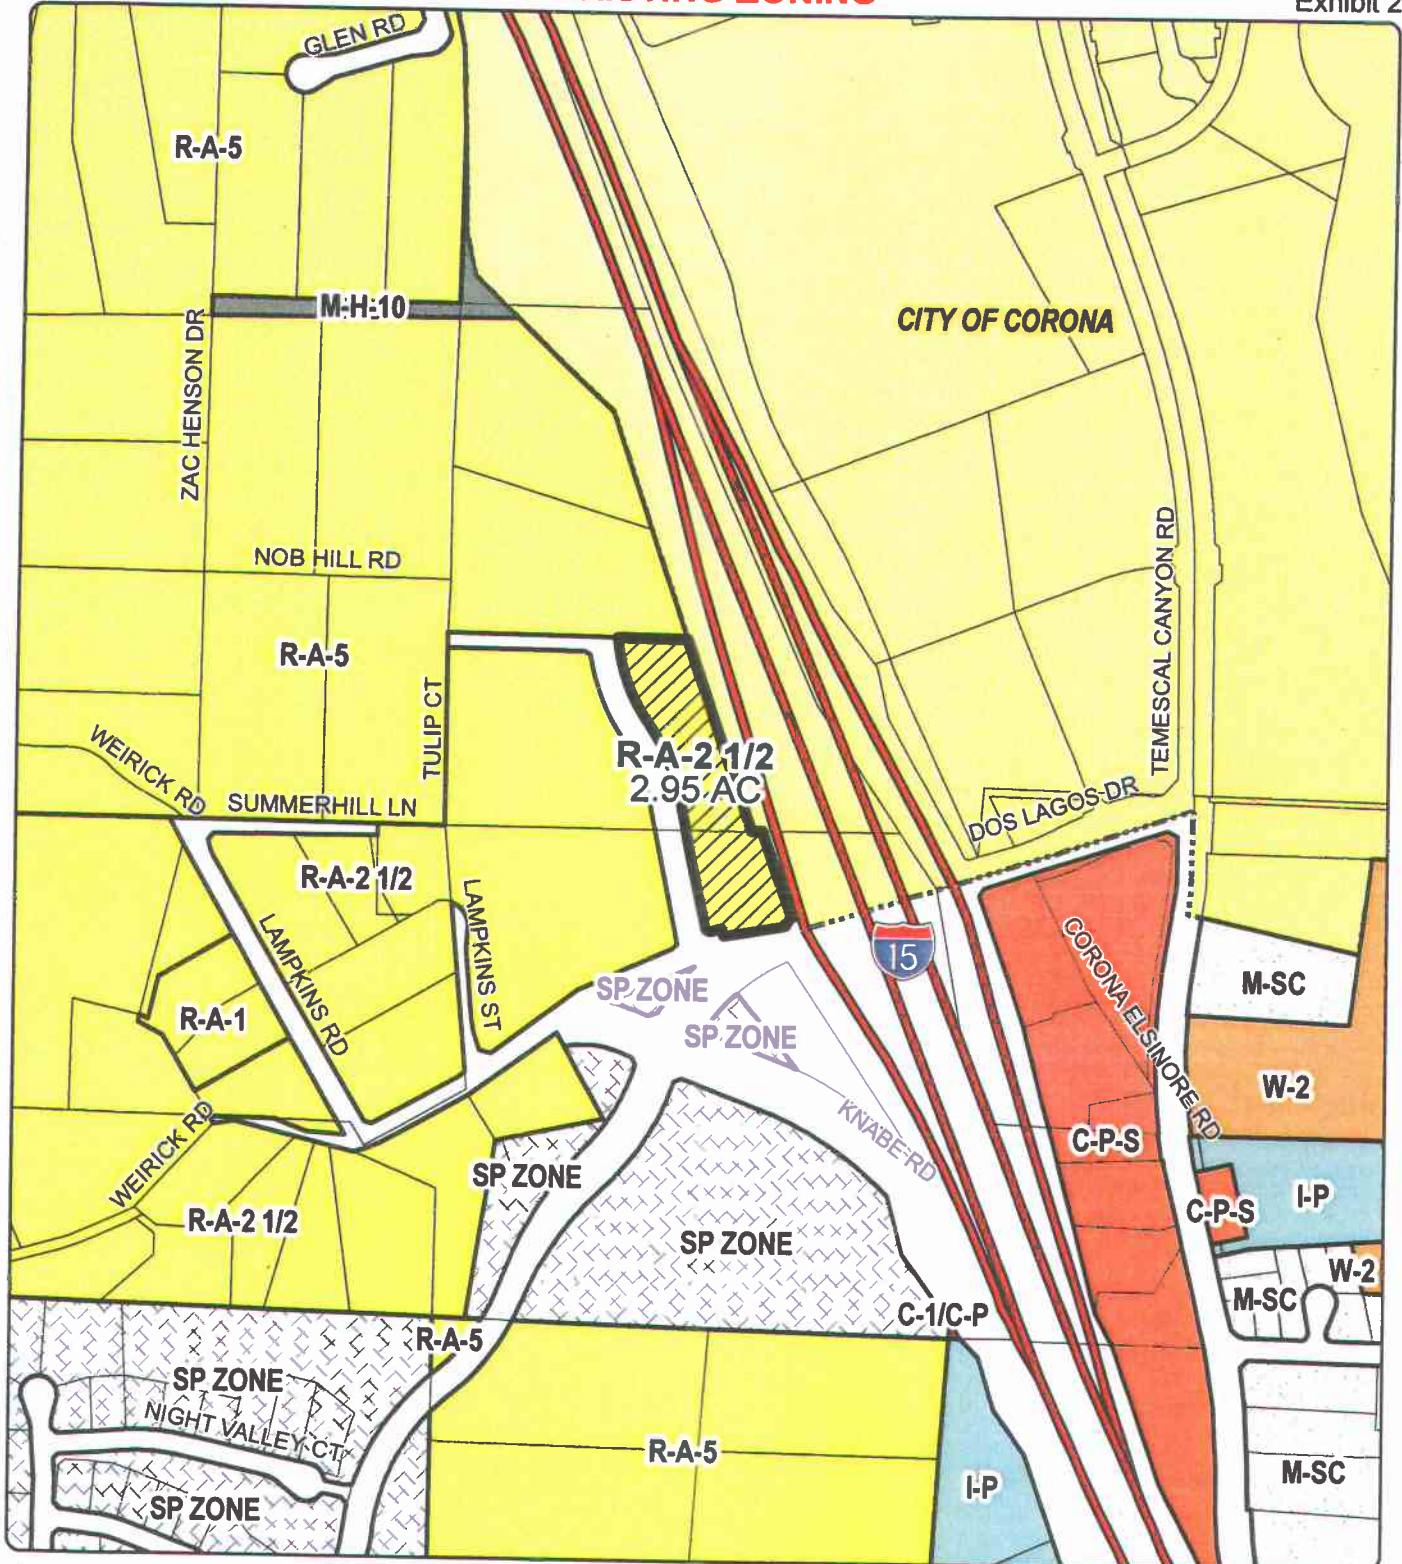 Exhibit 2
GLEN RD
R-A-5
M-H-10
CITY OF CORONA
ZAC HENSON DR
NOB HILL RD
TEMESCAL CANYON RD
R-A-5
TULIP CT
WEIRICK RD
R-A-2 1/2
2.95 AC
SUMMERHILL LN
DOS LAGOS DR
R-A-2 1/2
LAMPKINS ST
LAMPKINS RD
15
CORONA ELSINORE RD
M-SC
SP ZONE
R-A-1
SP ZONE
W-2
KNABE RD
C-P-S
WEIRICK RD
SP ZONE
I-P
C-P-S
R-A-2 1/2
SP ZONE
W-2
M-SC
C-1/C-P
R-A-5
SP ZONE
NIGHT VALLEY CT
R-A-5
M-SC
I-P
SP ZONE